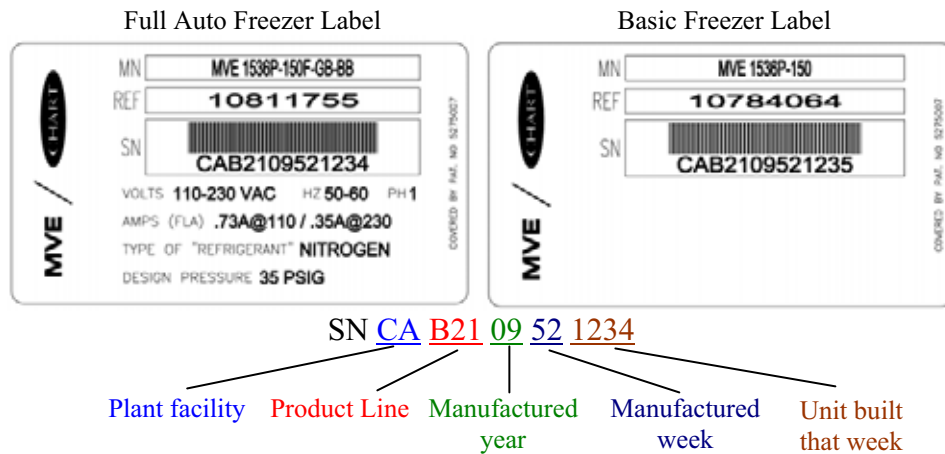 Full Auto Freezer Label
MN MVE 1536P-150F-GB-BB
REF 10811755
SN CAB2109521234
VOLTS 110-230 VAC HZ 50-60 PH 1
AMPS (FLA) .73A@110 / .35A@230
TYPE OF "REFRIGERANT" NITROGEN
DESIGN PRESSURE 35 PSIG
CHART
MVE
COVERED BY PAT. NO 5275007
Basic Freezer Label
MN MVE 1536P-150
REF 10784064
SN CAB2109521235
CHART
MVE
COVERED BY PAT. NO 5275007
SN CA B21 09 52 1234
Plant facility
Product Line
Manufactured
year
Manufactured
week
Unit built
that week